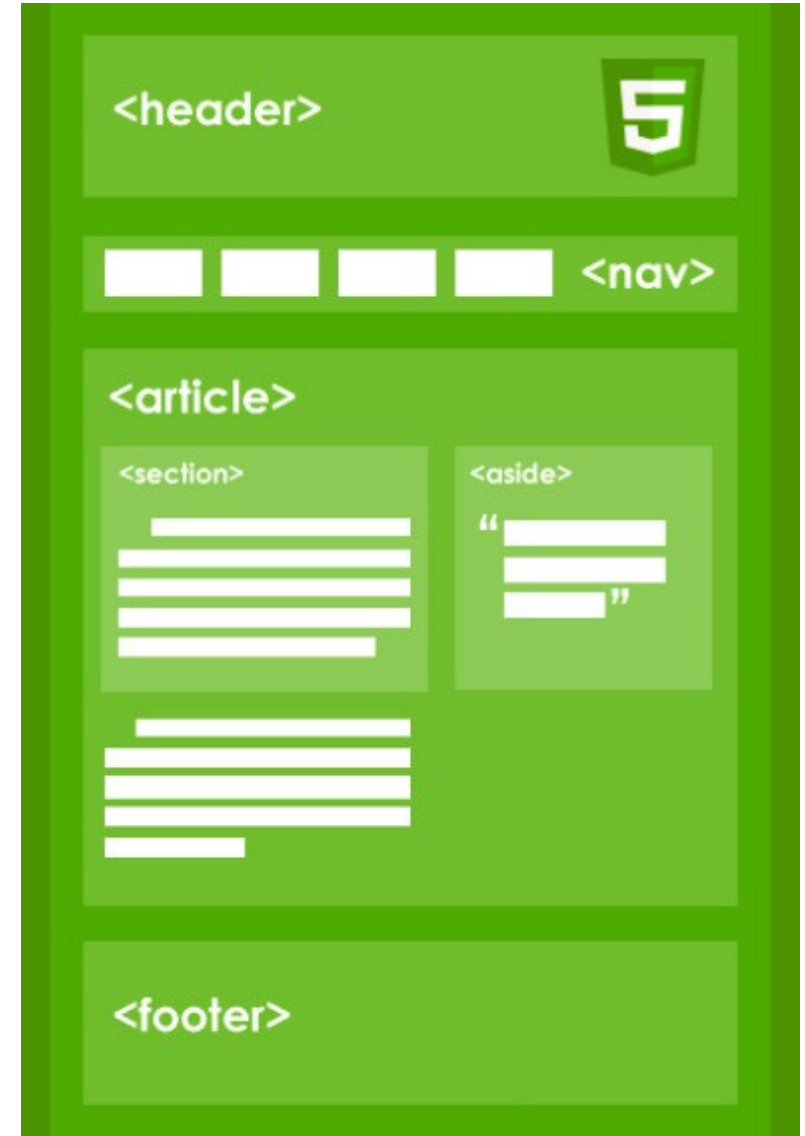 <header>
5
<nav>
<article>
<section>
<aside>
“
”
<footer>